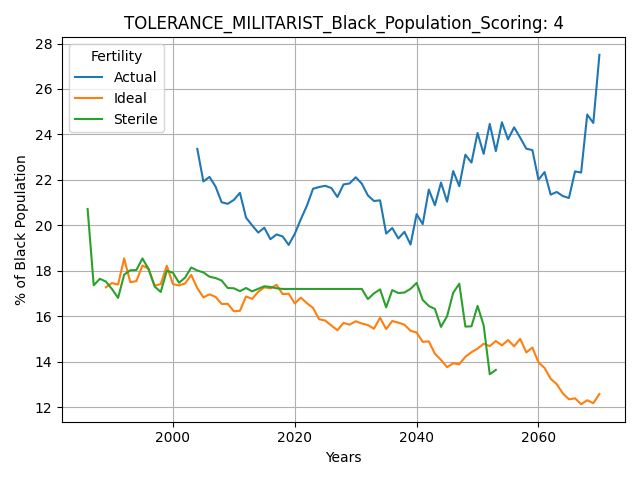 TOLERANCE_MILITARIST_Black_Population_Scoring: 4
Fertility
Actual
Ideal
Sterile
% of Black Population
28
26
24
22
20
18
16
14
12
2000
2020
2040
2060
Years